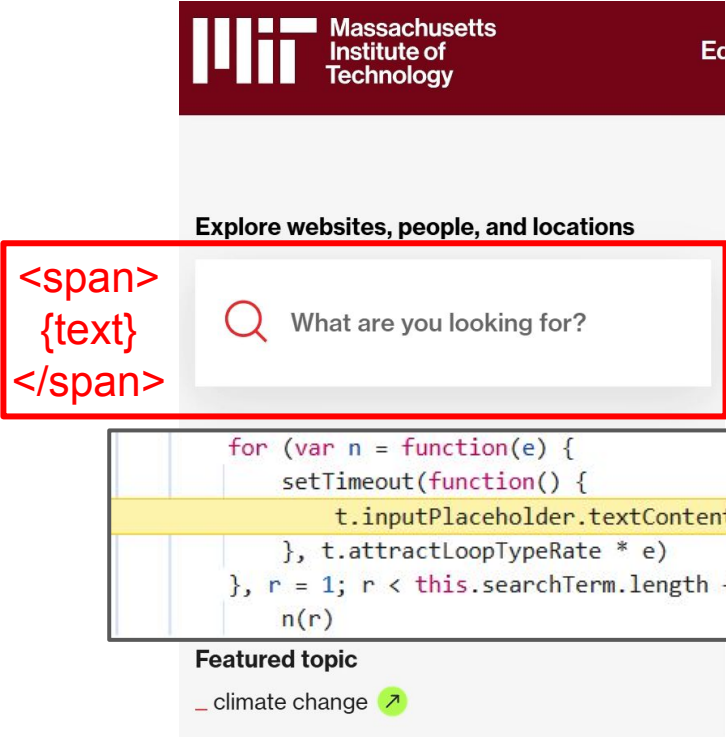 Massachusetts
Institute of
Technology
Explore websites, people, and locations
<span>
{text}
</span>
What are you looking for?
for (var n = function(e) {
setTimeout(function() {
t.inputPlaceholder.textContent
}, t.attractLoopTypeRate * e)
}, r = 1; r < this.searchTerm.length
n(r)
Featured topic
_ climate change ↗